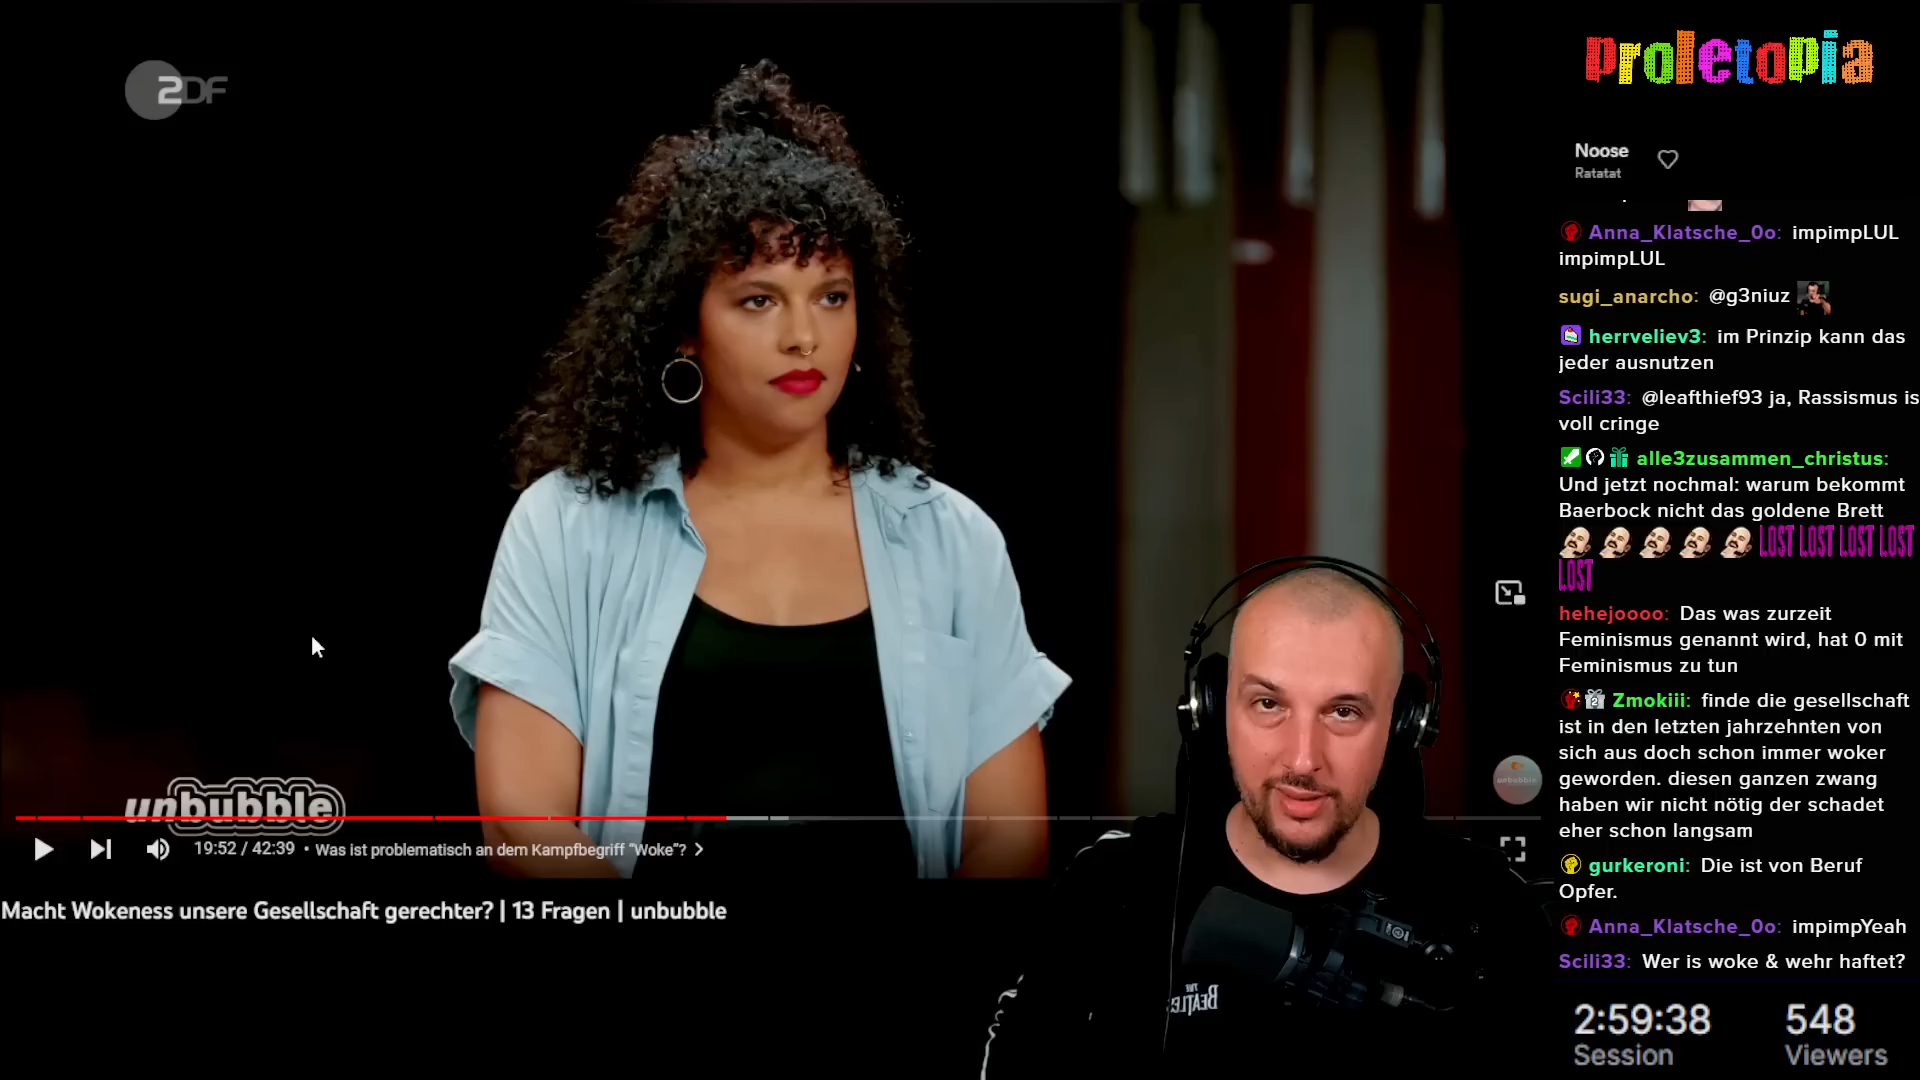 ZDF
Proletopia
Noose
Ratatat
Anna_Klatsche_0o: impimpLUL
impimpLUL
sugi_anarcho: @g3niuz
herrveliev3: im Prinzip kann das
jeder ausnutzen
Scili33: @leafthief93 ja, Rassismus is
voll cringe
alle3zusammen_christus:
Und jetzt nochmal: warum bekommt
Baerbock nicht das goldene Brett
LOST LOST LOST LOST
LOST
hehejoooo: Das was zurzeit
Feminismus genannt wird, hat 0 mit
Feminismus zu tun
Zmokiii: finde die gesellschaft
ist in den letzten jahrzehnten von
sich aus doch schon immer woker
geworden. diesen ganzen zwang
haben wir nicht nötig der schadet
eher schon langsam
gurkeroni: Die ist von Beruf
Opfer.
Anna_Klatsche_0o: impimpYeah
Scili33: Wer is woke & wehr haftet?
2:59:38
Session
548
Viewers
unbubble
unbubble
19:52 / 42:39 • Was ist problematisch an dem Kampfbegriff "Woke"?
Macht Wokeness unsere Gesellschaft gerechter? | 13 Fragen | unbubble
THE
BEATLES